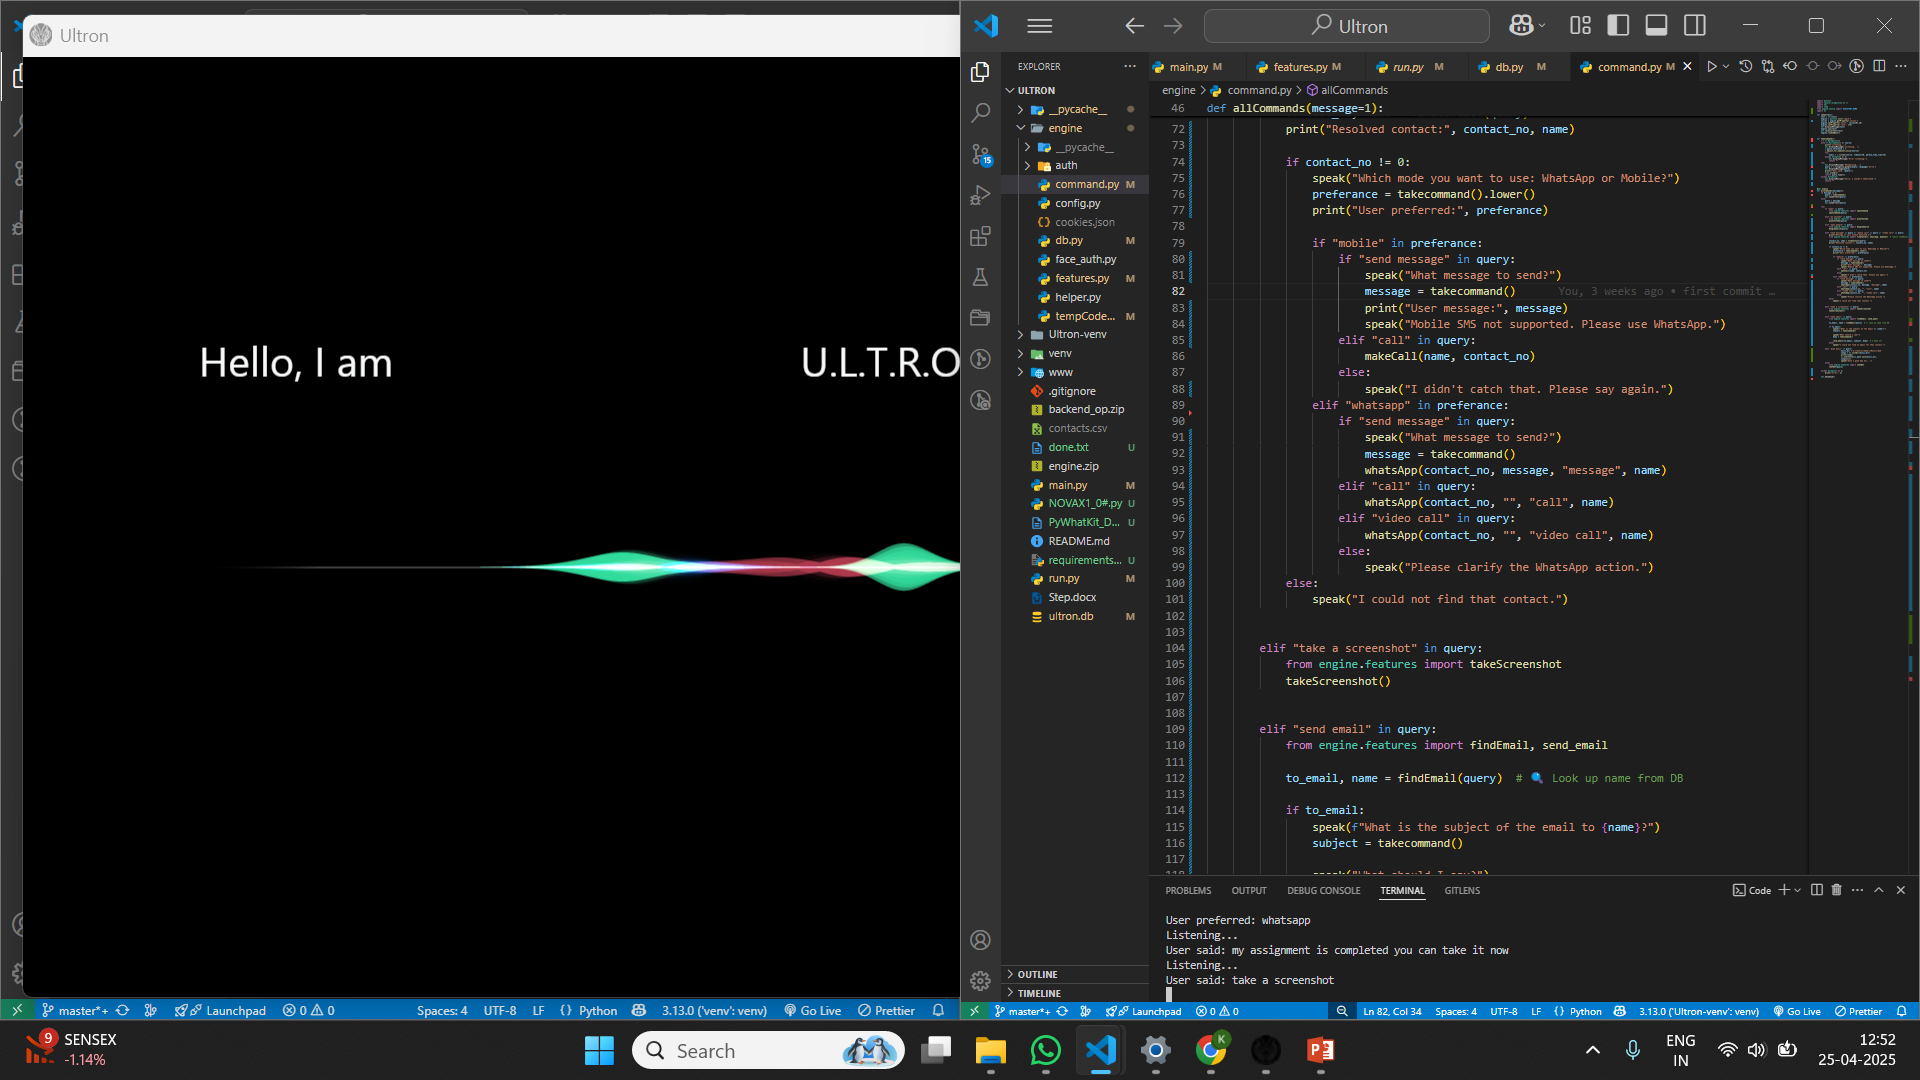 Ultron
Hello, I am
U.L.T.R.O
master*+
Launchpad
0 0
Spaces: 4
UTF-8
LF
Python
3.13.0 ('venv': venv)
Go Live
Prettier
Ultron
EXPLORER
ULTRON
__pycache__
engine
__pycache__
auth
command.py M
config.py
cookies.json
db.py M
face_auth.py
features.py M
helper.py
tempCode... M
Ultron-venv
venv
www
.gitignore
backend_op.zip
contacts.csv
done.txt U
engine.zip
main.py M
NOVAX1_0#.py U
PyWhatKit_D... U
README.md
requirements... U
run.py M
Step.docx
ultron.db M
OUTLINE
TIMELINE
15
main.py M
features.py M
run.py M
db.py M
command.py M
engine > command.py > allCommands
46 def allCommands(message=1):
72 print("Resolved contact:", contact_no, name)
73
74 if contact_no != 0:
75 speak("Which mode you want to use: WhatsApp or Mobile?")
76 preferance = takecommand().lower()
77 print("User preferred:", preferance)
78
79 if "mobile" in preferance:
80 if "send message" in query:
81 speak("What message to send?")
82 message = takecommand() You, 3 weeks ago • first commit …
83 print("User message:", message)
84 speak("Mobile SMS not supported. Please use WhatsApp.")
85 elif "call" in query:
86 makeCall(name, contact_no)
87 else:
88 speak("I didn't catch that. Please say again.")
89 elif "whatsapp" in preferance:
90 if "send message" in query:
91 speak("What message to send?")
92 message = takecommand()
93 whatsApp(contact_no, message, "message", name)
94 elif "call" in query:
95 whatsApp(contact_no, "", "call", name)
96 elif "video call" in query:
97 whatsApp(contact_no, "", "video call", name)
98 else:
99 speak("Please clarify the WhatsApp action.")
100 else:
101 speak("I could not find that contact.")
102
103
104 elif "take a screenshot" in query:
105 from engine.features import takeScreenshot
106 takeScreenshot()
107
108
109 elif "send email" in query:
110 from engine.features import findEmail, send_email
111
112 to_email, name = findEmail(query) # 🔍 Look up name from DB
113
114 if to_email:
115 speak(f"What is the subject of the email to {name}?")
116 subject = takecommand()
117
PROBLEMS
OUTPUT
DEBUG CONSOLE
TERMINAL
GITLENS
Code
User preferred: whatsapp
Listening...
User said: my assignment is completed you can take it now
Listening...
User said: take a screenshot
master*+
Launchpad
0 0
Ln 82, Col 34
Spaces: 4
UTF-8
LF
Python
3.13.0 ('Ultron-venv': venv)
Go Live
Prettier
9
SENSEX
-1.14%
Search
K
ENG
IN
12:52
25-04-2025